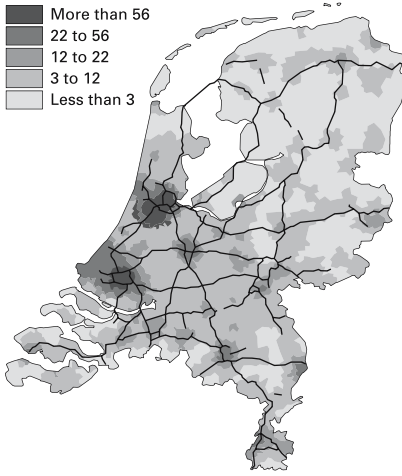 More than 56
22 to 56
12 to 22
3 to 12
Less than 3